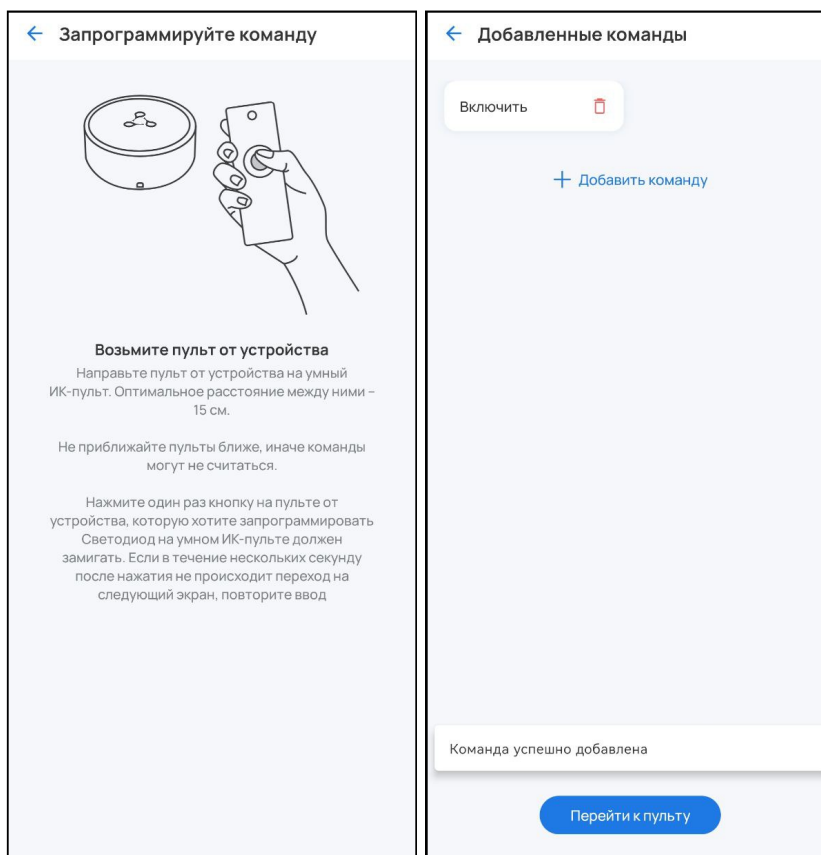 Запрограммируйте команду
Возьмите пульт от устройства
Направьте пульт от устройства на умный
ИК-пульт. Оптимальное расстояние между ними –
15 см.
Не приближайте пульты ближе, иначе команды
могут не считаться.
Нажмите один раз кнопку на пульте от
устройства, которую хотите запрограммировать
Светодиод на умном ИК-пульте должен
замигать. Если в течение нескольких секунду
после нажатия не происходит переход на
следующий экран, повторите ввод
Добавленные команды
Включить
+ Добавить команду
Команда успешно добавлена
Перейти к пульту